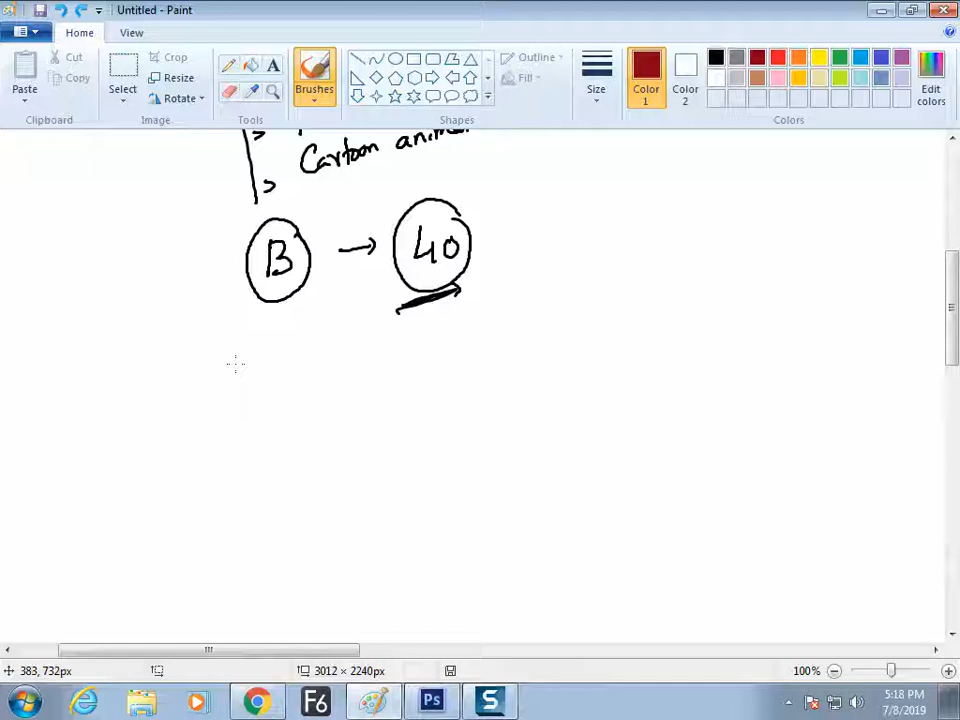 Untitled - Paint
Home
View
Paste
Cut
Copy
Select
Crop
Resize
Rotate
A
Brushes
Outline
Fill
Size
Color 1
Color 2
Edit colors
Clipboard
Image
Tools
Shapes
Colors
Cartoon
B → 40
383, 732px
3012 × 2240px
100%
F6
Ps
S
5:18 PM
7/8/2019